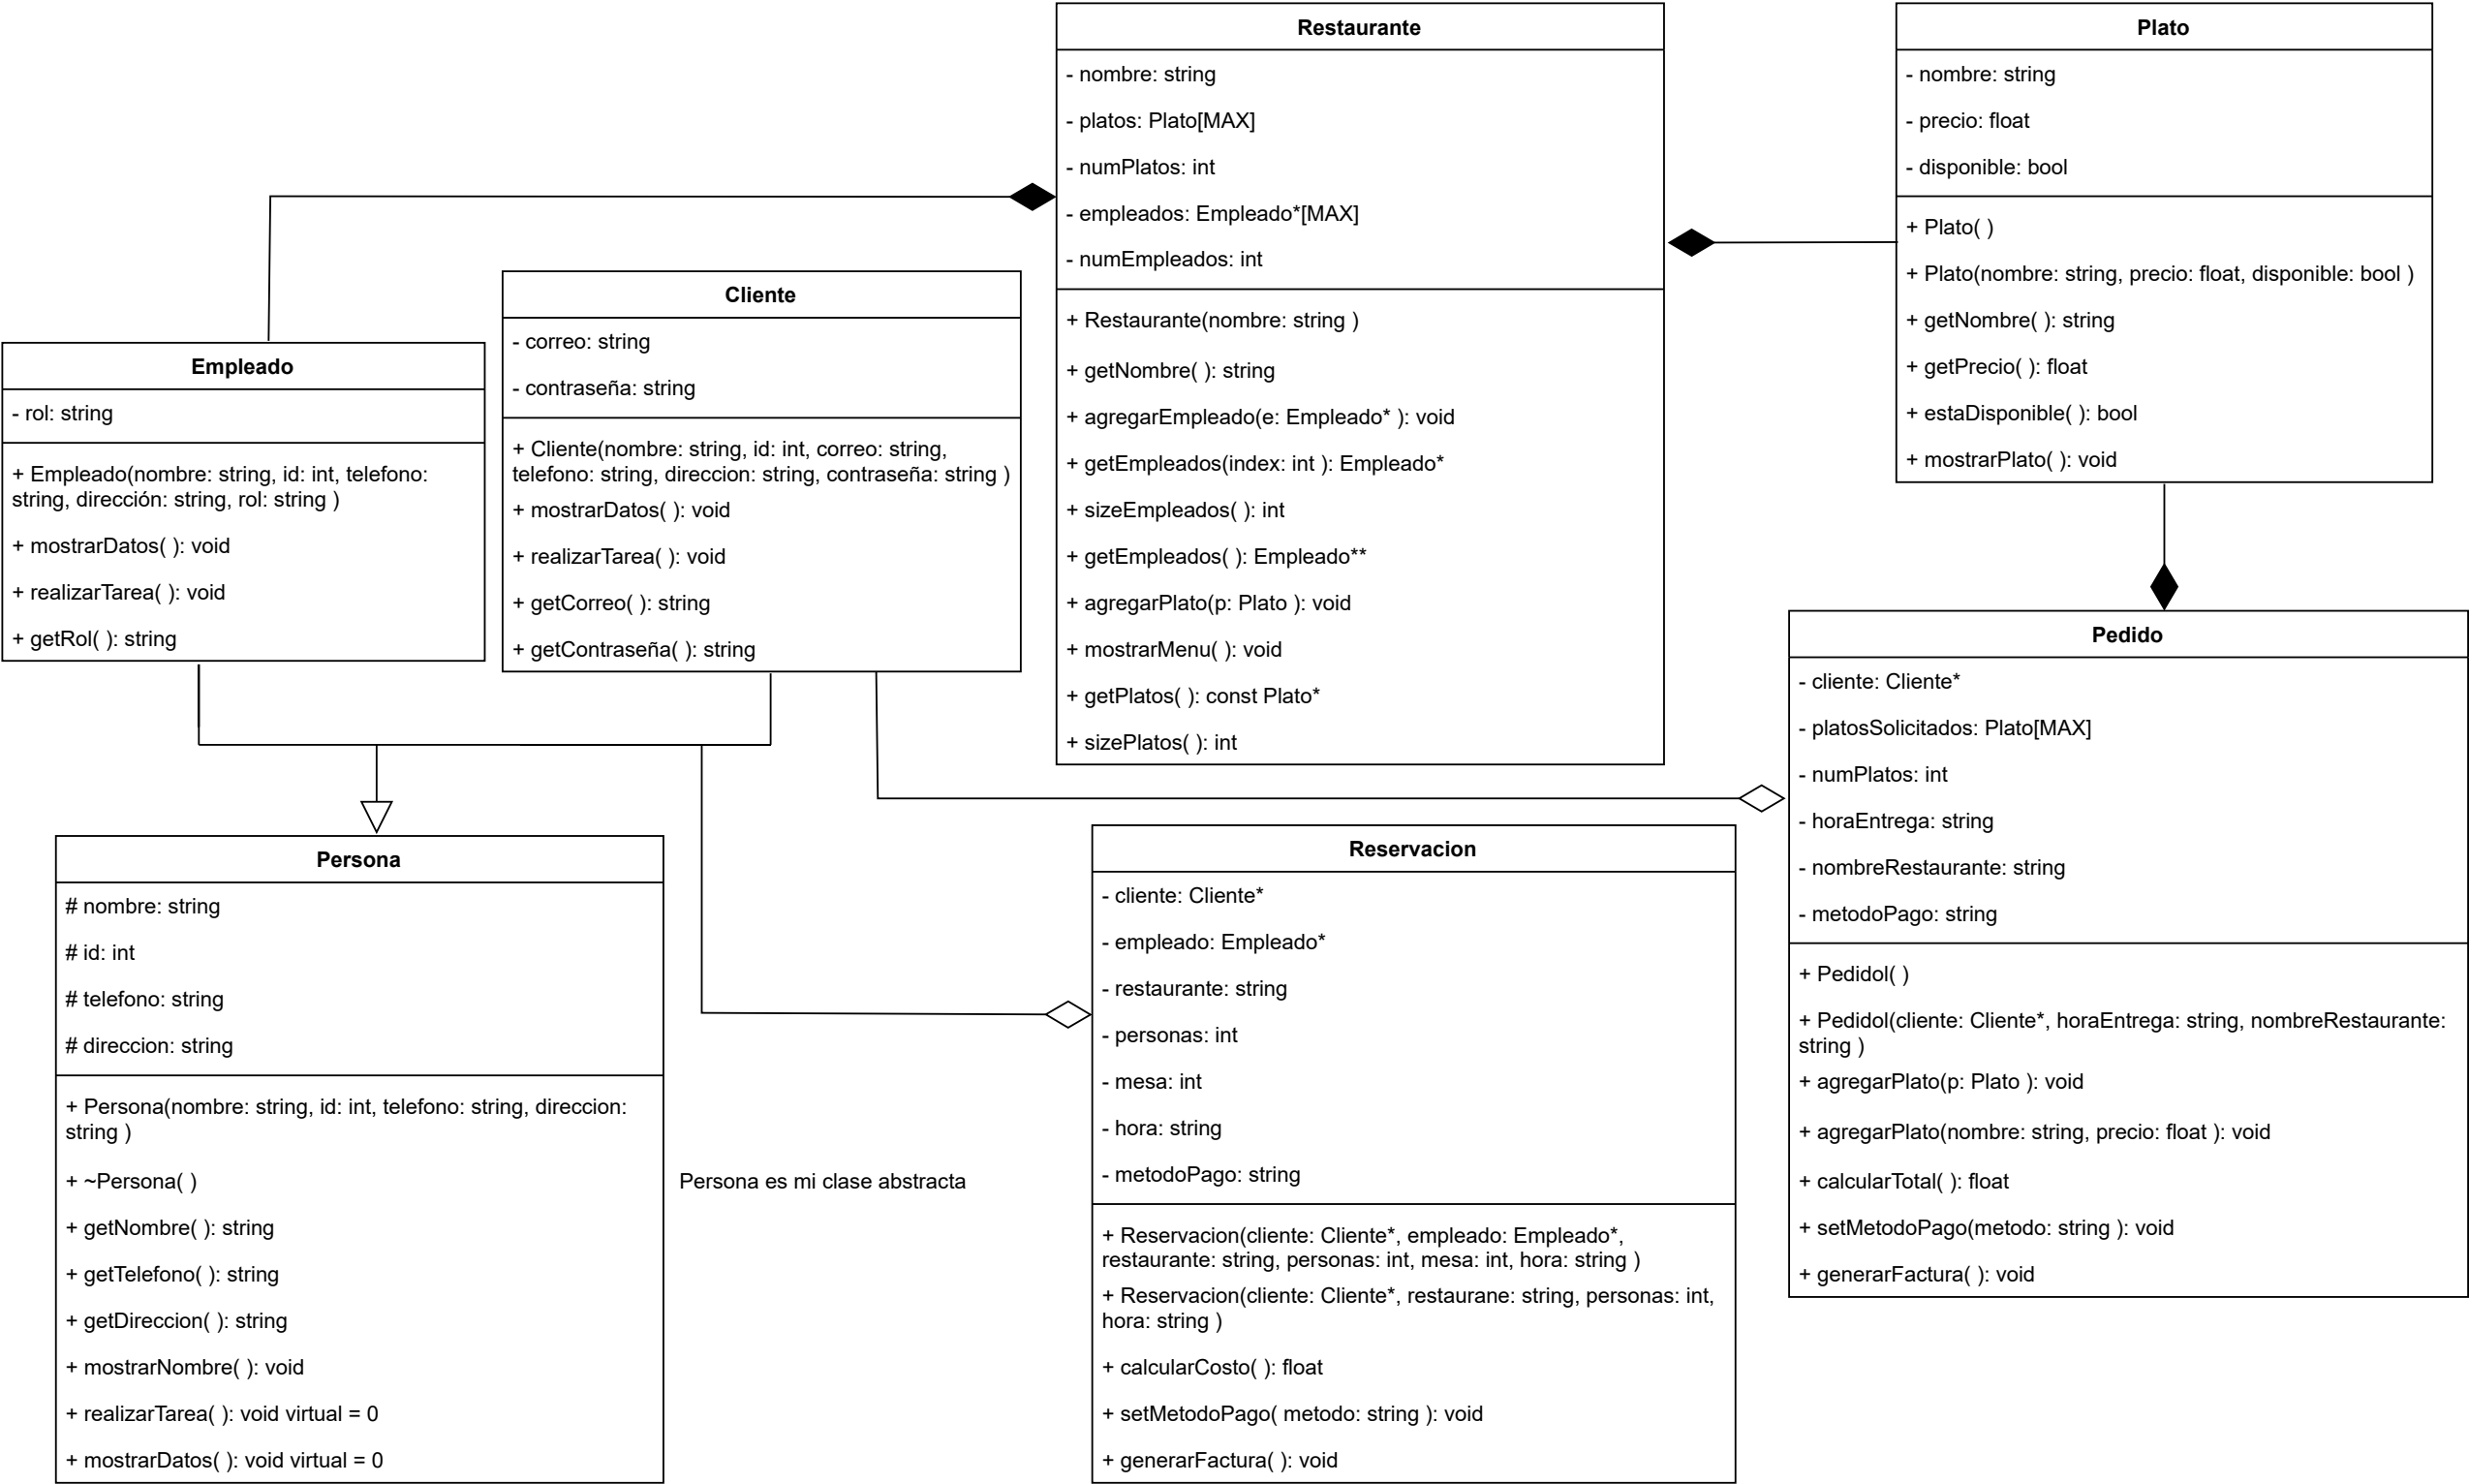 Restaurante
- nombre: string
- platos: Plato[MAX]
- numPlatos: int
- empleados: Empleado*[MAX]
- numEmpleados: int
+ Restaurante(nombre: string )
+ getNombre( ): string
+ agregarEmpleado(e: Empleado* ): void
+ getEmpleados(index: int ): Empleado*
+ sizeEmpleados( ): int
+ getEmpleados( ): Empleado**
+ agregarPlato(p: Plato ): void
+ mostrarMenu( ): void
+ getPlatos( ): const Plato*
+ sizePlatos( ): int
Plato
- nombre: string
- precio: float
- disponible: bool
+ Plato( )
+ Plato(nombre: string, precio: float, disponible: bool )
+ getNombre( ): string
+ getPrecio( ): float
+ estaDisponible( ): bool
+ mostrarPlato( ): void
Cliente
- correo: string
- contraseña: string
+ Cliente(nombre: string, id: int, correo: string,
telefono: string, direccion: string, contraseña: string )
+ mostrarDatos( ): void
+ realizarTarea( ): void
+ getCorreo( ): string
+ getContraseña( ): string
Empleado
- rol: string
+ Empleado(nombre: string, id: int, telefono:
string, dirección: string, rol: string )
+ mostrarDatos( ): void
+ realizarTarea( ): void
+ getRol( ): string
Pedido
- cliente: Cliente*
- platosSolicitados: Plato[MAX]
- numPlatos: int
- horaEntrega: string
- nombreRestaurante: string
- metodoPago: string
+ Pedidol( )
+ Pedidol(cliente: Cliente*, horaEntrega: string, nombreRestaurante:
string )
+ agregarPlato(p: Plato ): void
+ agregarPlato(nombre: string, precio: float ): void
+ calcularTotal( ): float
+ setMetodoPago(metodo: string ): void
+ generarFactura( ): void
Persona
# nombre: string
# id: int
# telefono: string
# direccion: string
+ Persona(nombre: string, id: int, telefono: string, direccion:
string )
+ ~Persona( )
+ getNombre( ): string
+ getTelefono( ): string
+ getDireccion( ): string
+ mostrarNombre( ): void
+ realizarTarea( ): void virtual = 0
+ mostrarDatos( ): void virtual = 0
Persona es mi clase abstracta
Reservacion
- cliente: Cliente*
- empleado: Empleado*
- restaurante: string
- personas: int
- mesa: int
- hora: string
- metodoPago: string
+ Reservacion(cliente: Cliente*, empleado: Empleado*,
restaurante: string, personas: int, mesa: int, hora: string )
+ Reservacion(cliente: Cliente*, restaurane: string, personas: int,
hora: string )
+ calcularCosto( ): float
+ setMetodoPago( metodo: string ): void
+ generarFactura( ): void